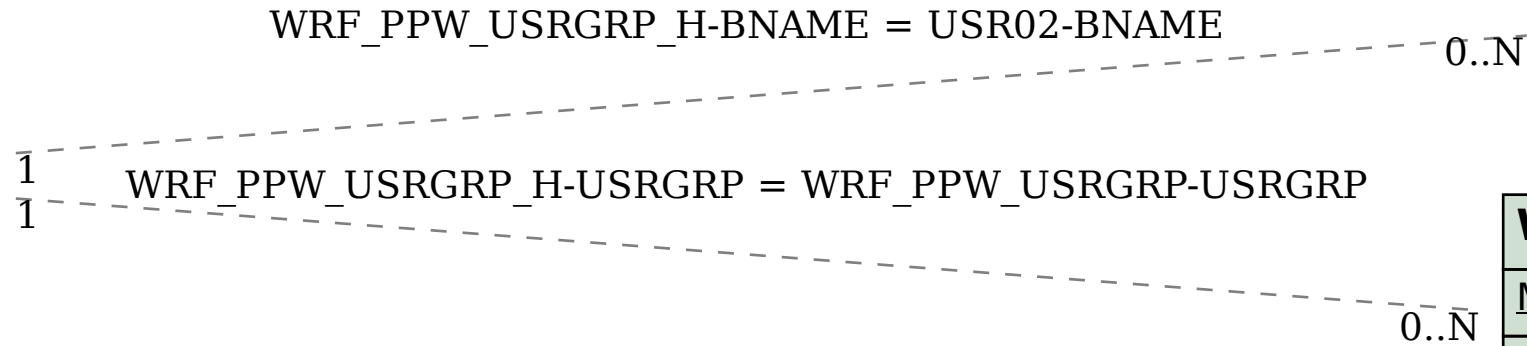 WRF_PPW_USRGRP_H-BNAME = USR02-BNAME
0..N
1
WRF_PPW_USRGRP_H-USRGRP = WRF_PPW_USRGRP-USRGRP
1
0..N